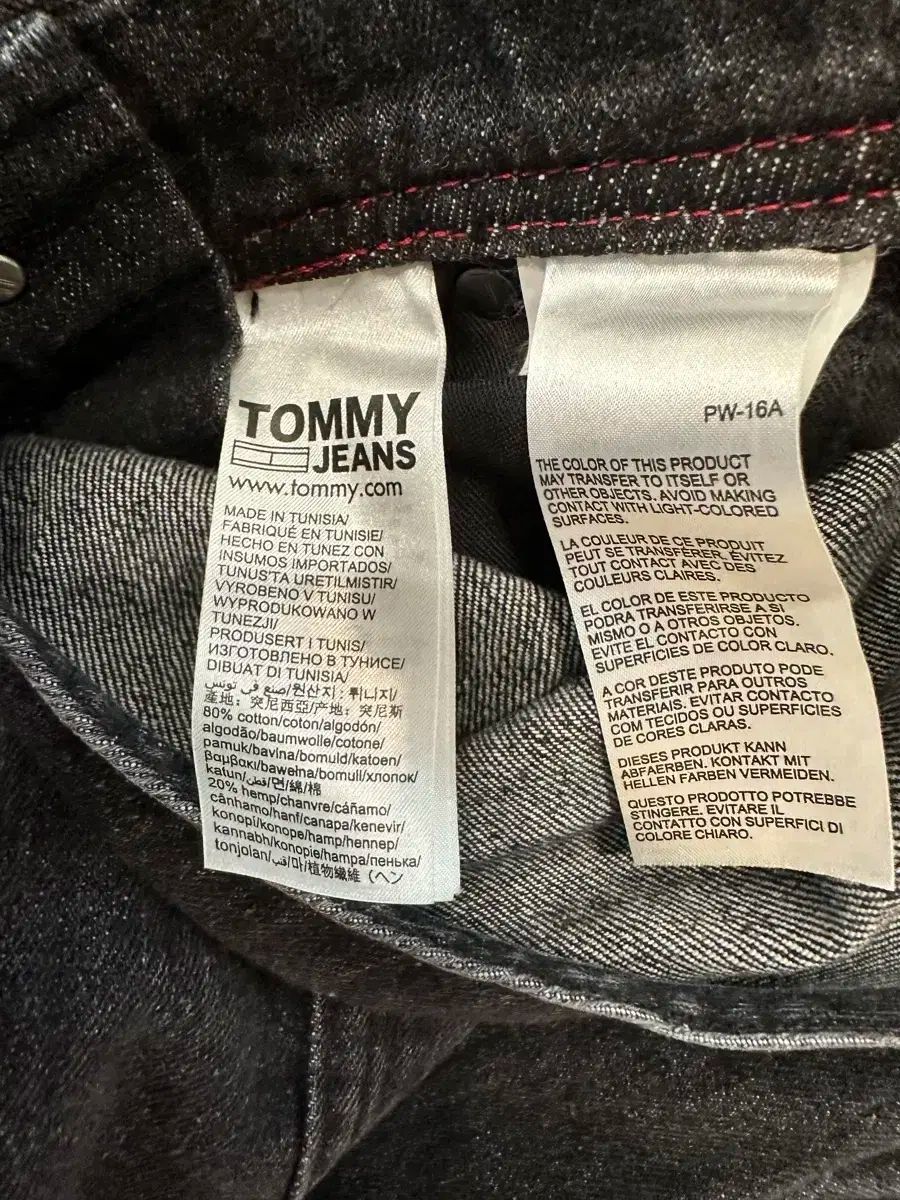 TOMMY
JEANS
www.tommy.com
MADE IN TUNISIA/
FABRIQUÉ EN TUNISIE/
HECHO EN TUNEZ CON
INSUMOS IMPORTADOS/
TUNUS'TA URETILMISTIR/
VYROBENO V TUNISU/
WYPRODUKOWANO W
TUNEZJI/
PRODUSERT I TUNIS/
ИЗГОТОВЛЕНО В ТУНИСЕ/
DIBUAT DI TUNISIA/
صنع في تونس/원산지 : 튀니지/
產地：突尼西亞/产地：突尼斯
80% cotton/coton/algodón/
algodão/baumwolle/cotone/
pamuk/bavlna/bomuld/katoen/
βαμβακι/bawełna/bomull/хлопок/
katun/قطن/면/綿/棉
20% hemp/chanvre/cáñamo/
cânhamo/hanf/canapa/kenevir/
konopí/konope/hamp/hennep/
kannabh/konopie/hampa/пенька/
tonjolan/قنب/마/植物繊維（ヘン
PW-16A
THE COLOR OF THIS PRODUCT
MAY TRANSFER TO ITSELF OR
OTHER OBJECTS. AVOID MAKING
CONTACT WITH LIGHT-COLORED
SURFACES.
LA COULEUR DE CE PRODUIT
PEUT SE TRANSFÉRER. ÉVITEZ
TOUT CONTACT AVEC DES
COULEURS CLAIRES.
EL COLOR DE ESTE PRODUCTO
PODRA TRANSFERIRSE A SI
MISMO O A OTROS OBJETOS.
EVITE EL CONTACTO CON
SUPERFICIES DE COLOR CLARO.
A COR DESTE PRODUTO PODE
TRANSFERIR PARA OUTROS
MATERIAIS. EVITAR CONTACTO
COM TECIDOS OU SUPERFICIES
DE CORES CLARAS.
DIESES PRODUKT KANN
ABFAERBEN. KONTAKT MIT
HELLEN FARBEN VERMEIDEN.
QUESTO PRODOTTO POTREBBE
STINGERE. EVITARE IL
CONTATTO CON SUPERFICI DI
COLORE CHIARO.